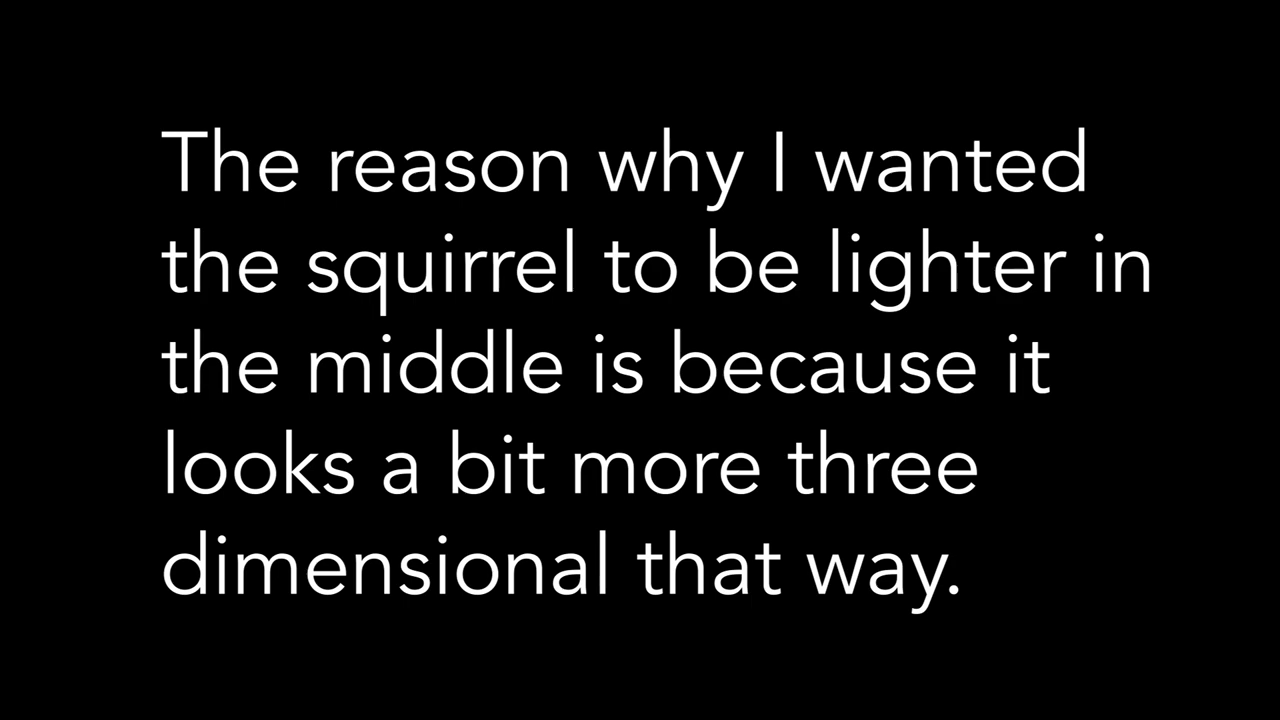 The reason why I wanted
the squirrel to be lighter in
the middle is because it
looks a bit more three
dimensional that way.